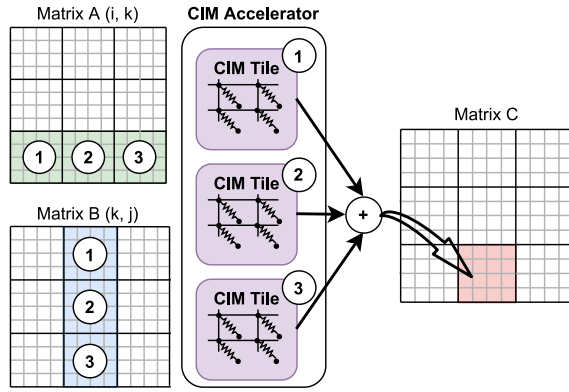 Matrix A (i, k)
1 2 3
Matrix B (k, j)
1
2
3
CIM Accelerator
CIM Tile
1
CIM Tile
2
CIM Tile
3
+
Matrix C